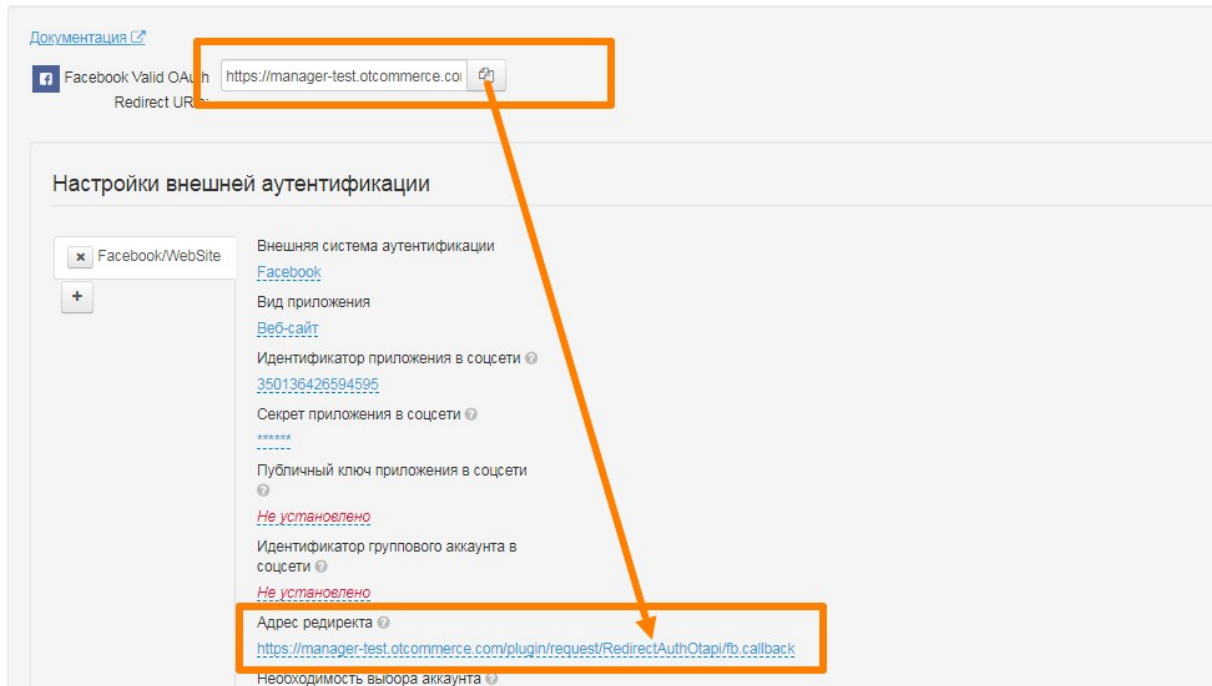 Документация
Facebook Valid OAuth
https://manager-test.otcommerce.co
Redirect URIs:
Настройки внешней аутентификации
Facebook/WebSite
Внешняя система аутентификации
Facebook
Вид приложения
Веб-сайт
Идентификатор приложения в соцсети
350136426594595
Секрет приложения в соцсети
******
Публичный ключ приложения в соцсети
Не установлено
Идентификатор группового аккаунта в
соцсети
Не установлено
Адрес редиректа
https://manager-test.otcommerce.com/plugin/request/RedirectAuthOtapi/fb.callback
Необходимость выбора аккаунта